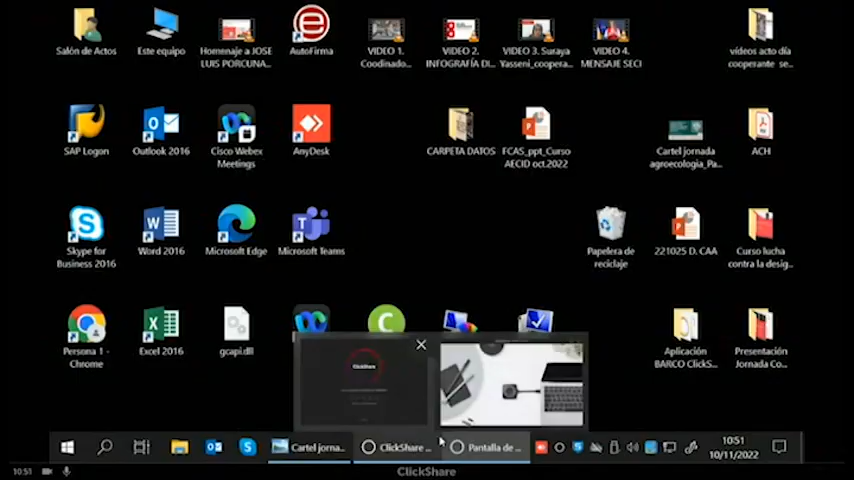 Salón de Actos
Este equipo
Homenaje a JOSE
LUIS PORCUNA...
AutoFirma
VIDEO 1.
Coodinado...
VIDEO 2.
INFOGRAFÍA DI...
VIDEO 3. Suraya
Yasseni_coopera...
VIDEO 4.
MENSAJE SECI
vídeos acto día
cooperante se...
SAP Logon
Outlook 2016
Cisco Webex
Meetings
AnyDesk
CARPETA DATOS
FCAS_ppt_Curso
AECID oct.2022
Cartel jornada
agroecología_Pa...
ACH
Skype for
Business 2016
Word 2016
Microsoft Edge
Microsoft Teams
Papelera de
reciclaje
221025 D. CAA
Curso lucha
contra la desig...
Persona 1 -
Chrome
Excel 2016
gcapi.dll
Aplicación
BARCO ClickS...
Presentación
Jornada Co...
ClickShare
Cartel jorna...
ClickShare ...
Pantalla de ...
10:51
10/11/2022
10:51
ClickShare